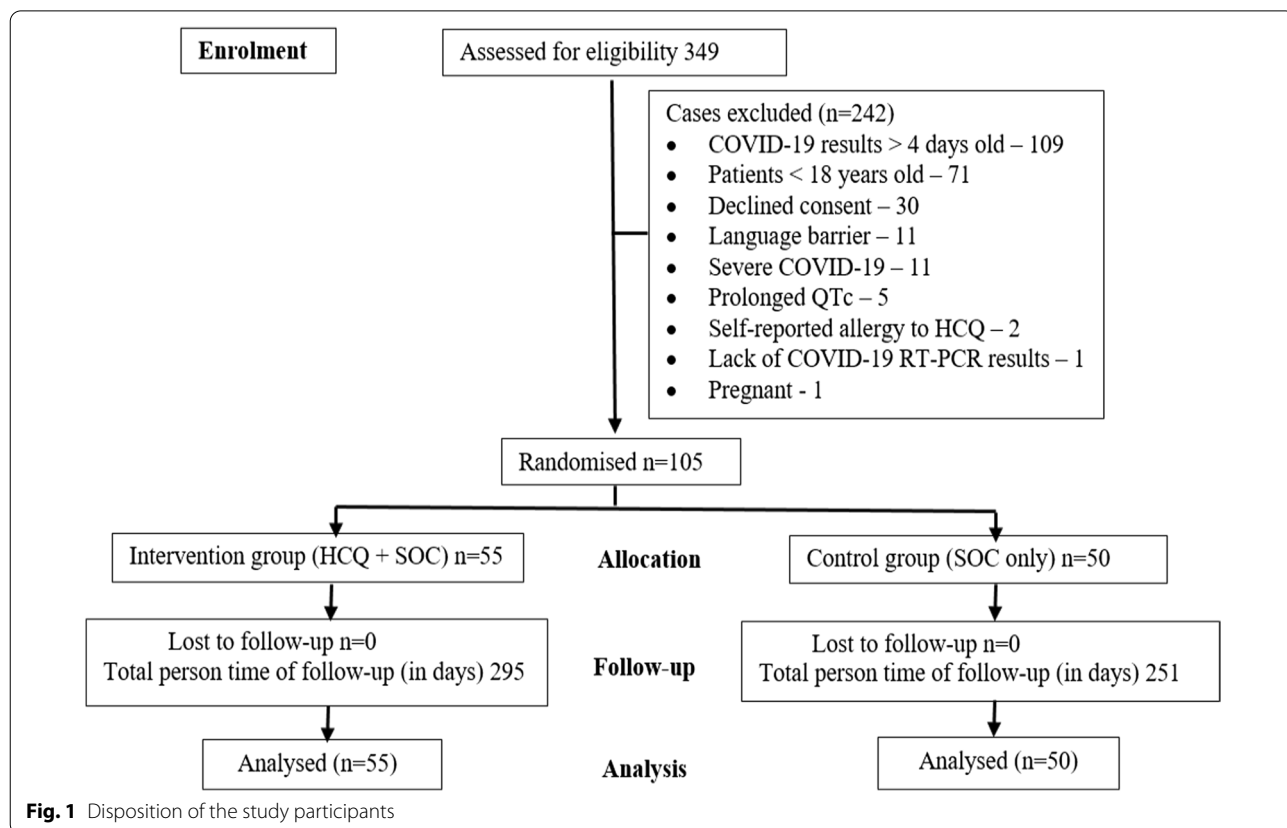 Enrolment
Assessed for eligibility 349
Cases excluded (n=242)
• COVID-19 results > 4 days old – 109
• Patients < 18 years old – 71
• Declined consent – 30
• Language barrier – 11
• Severe COVID-19 – 11
• Prolonged QTc – 5
• Self-reported allergy to HCQ – 2
• Lack of COVID-19 RT-PCR results – 1
• Pregnant - 1
Randomised n=105
Intervention group (HCQ + SOC) n=55
Allocation
Control group (SOC only) n=50
Lost to follow-up n=0
Total person time of follow-up (in days) 295
Follow-up
Lost to follow-up n=0
Total person time of follow-up (in days) 251
Analysed (n=55)
Analysis
Analysed (n=50)
Fig. 1 Disposition of the study participants